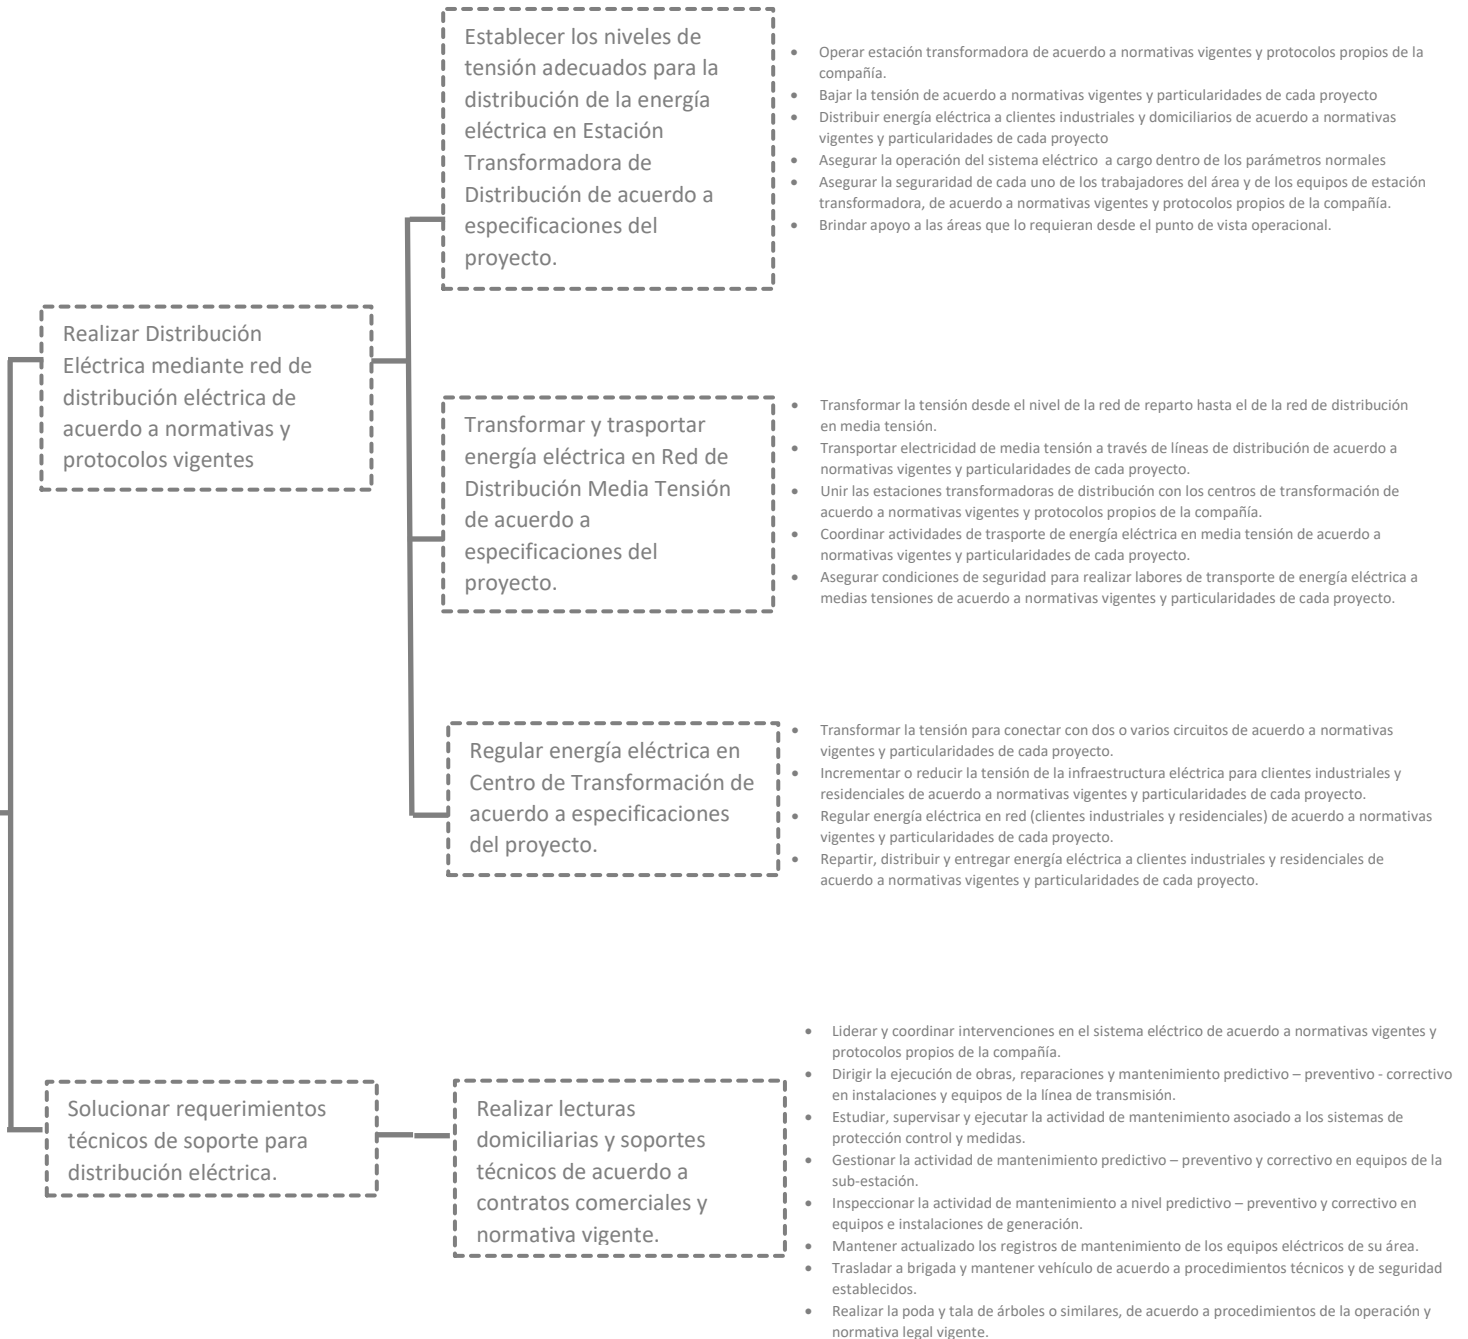 Establecer los niveles de
tensión adecuados para la
distribución de la energía
eléctrica en Estación
Transformadora de
Distribución de acuerdo a
especificaciones del
proyecto.
• Operar estación transformadora de acuerdo a normativas vigentes y protocolos propios de la
compañía.
• Bajar la tensión de acuerdo a normativas vigentes y particularidades de cada proyecto
• Distribuir energía eléctrica a clientes industriales y domiciliarios de acuerdo a normativas
vigentes y particularidades de cada proyecto
• Asegurar la operación del sistema eléctrico a cargo dentro de los parámetros normales
• Asegurar la seguraridad de cada uno de los trabajadores del área y de los equipos de estación
transformadora, de acuerdo a normativas vigentes y protocolos propios de la compañía.
• Brindar apoyo a las áreas que lo requieran desde el punto de vista operacional.
Realizar Distribución
Eléctrica mediante red de
distribución eléctrica de
acuerdo a normativas y
protocolos vigentes
Transformar y trasportar
energía eléctrica en Red de
Distribución Media Tensión
de acuerdo a
especificaciones del
proyecto.
• Transformar la tensión desde el nivel de la red de reparto hasta el de la red de distribución
en media tensión.
• Transportar electricidad de media tensión a través de líneas de distribución de acuerdo a
normativas vigentes y particularidades de cada proyecto.
• Unir las estaciones transformadoras de distribución con los centros de transformación de
acuerdo a normativas vigentes y protocolos propios de la compañía.
• Coordinar actividades de trasporte de energía eléctrica en media tensión de acuerdo a
normativas vigentes y particularidades de cada proyecto.
• Asegurar condiciones de seguridad para realizar labores de transporte de energía eléctrica a
medias tensiones de acuerdo a normativas vigentes y particularidades de cada proyecto.
Regular energía eléctrica en
Centro de Transformación de
acuerdo a especificaciones
del proyecto.
• Transformar la tensión para conectar con dos o varios circuitos de acuerdo a normativas
vigentes y particularidades de cada proyecto.
• Incrementar o reducir la tensión de la infraestructura eléctrica para clientes industriales y
residenciales de acuerdo a normativas vigentes y particularidades de cada proyecto.
• Regular energía eléctrica en red (clientes industriales y residenciales) de acuerdo a normativas
vigentes y particularidades de cada proyecto.
• Repartir, distribuir y entregar energía eléctrica a clientes industriales y residenciales de
acuerdo a normativas vigentes y particularidades de cada proyecto.
Solucionar requerimientos
técnicos de soporte para
distribución eléctrica.
Realizar lecturas
domiciliarias y soportes
técnicos de acuerdo a
contratos comerciales y
normativa vigente.
• Liderar y coordinar intervenciones en el sistema eléctrico de acuerdo a normativas vigentes y
protocolos propios de la compañía.
• Dirigir la ejecución de obras, reparaciones y mantenimiento predictivo – preventivo - correctivo
en instalaciones y equipos de la línea de transmisión.
• Estudiar, supervisar y ejecutar la actividad de mantenimiento asociado a los sistemas de
protección control y medidas.
• Gestionar la actividad de mantenimiento predictivo – preventivo y correctivo en equipos de la
sub-estación.
• Inspeccionar la actividad de mantenimiento a nivel predictivo – preventivo y correctivo en
equipos e instalaciones de generación.
• Mantener actualizado los registros de mantenimiento de los equipos eléctricos de su área.
• Trasladar a brigada y mantener vehículo de acuerdo a procedimientos técnicos y de seguridad
establecidos.
• Realizar la poda y tala de árboles o similares, de acuerdo a procedimientos de la operación y
normativa legal vigente.